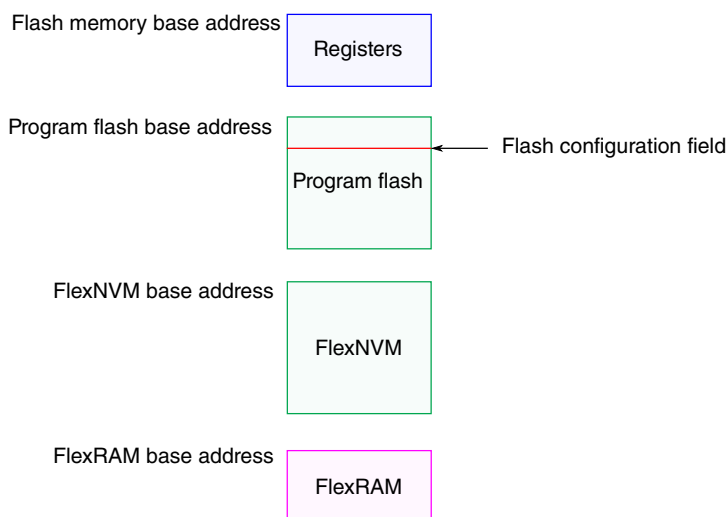 Flash memory base address
Registers
Program flash base address
Flash configuration field
Program flash
FlexNVM base address
FlexNVM
FlexRAM base address
FlexRAM